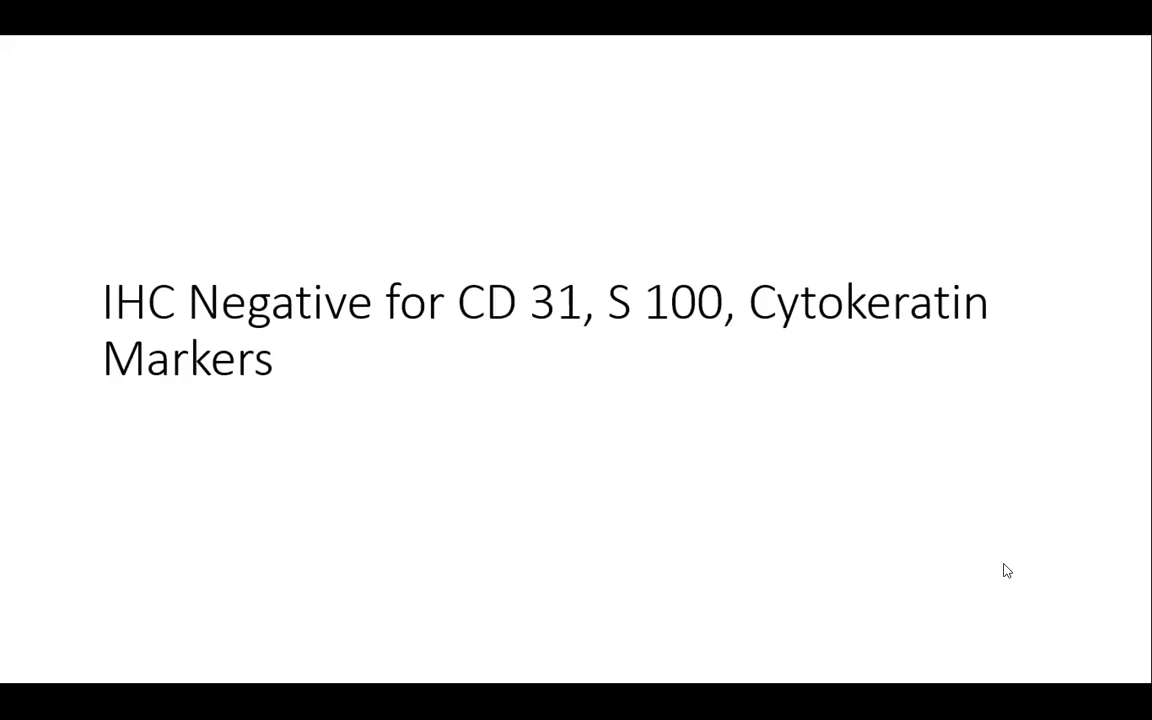 IHC Negative for CD 31, S 100, Cytokeratin
Markers